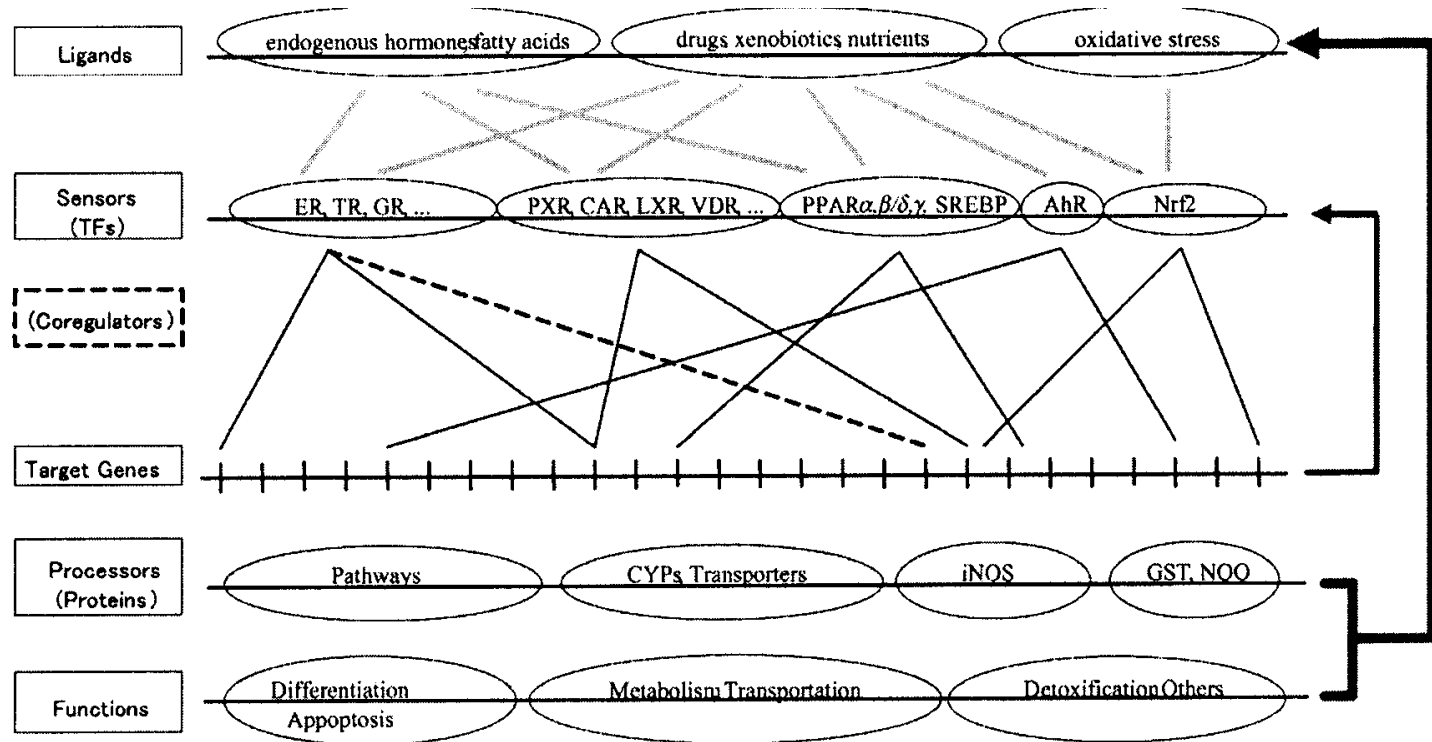 Ligands
endogenous hormones, fatty acids
drugs, xenobiotics, nutrients
oxidative stress
Sensors
(TFs)
ER, TR, GR, ...
PXR, CAR, LXR, VDR, ...
PPARα,β/δ,γ, SREBP
AhR
Nrf2
(Coregulators)
Target Genes
Processors
(Proteins)
Pathways
CYPs, Transporters
iNOS
GST, NQO
Functions
Differentiation
Appoptosis
Metabolism, Transportation
Detoxification, Others